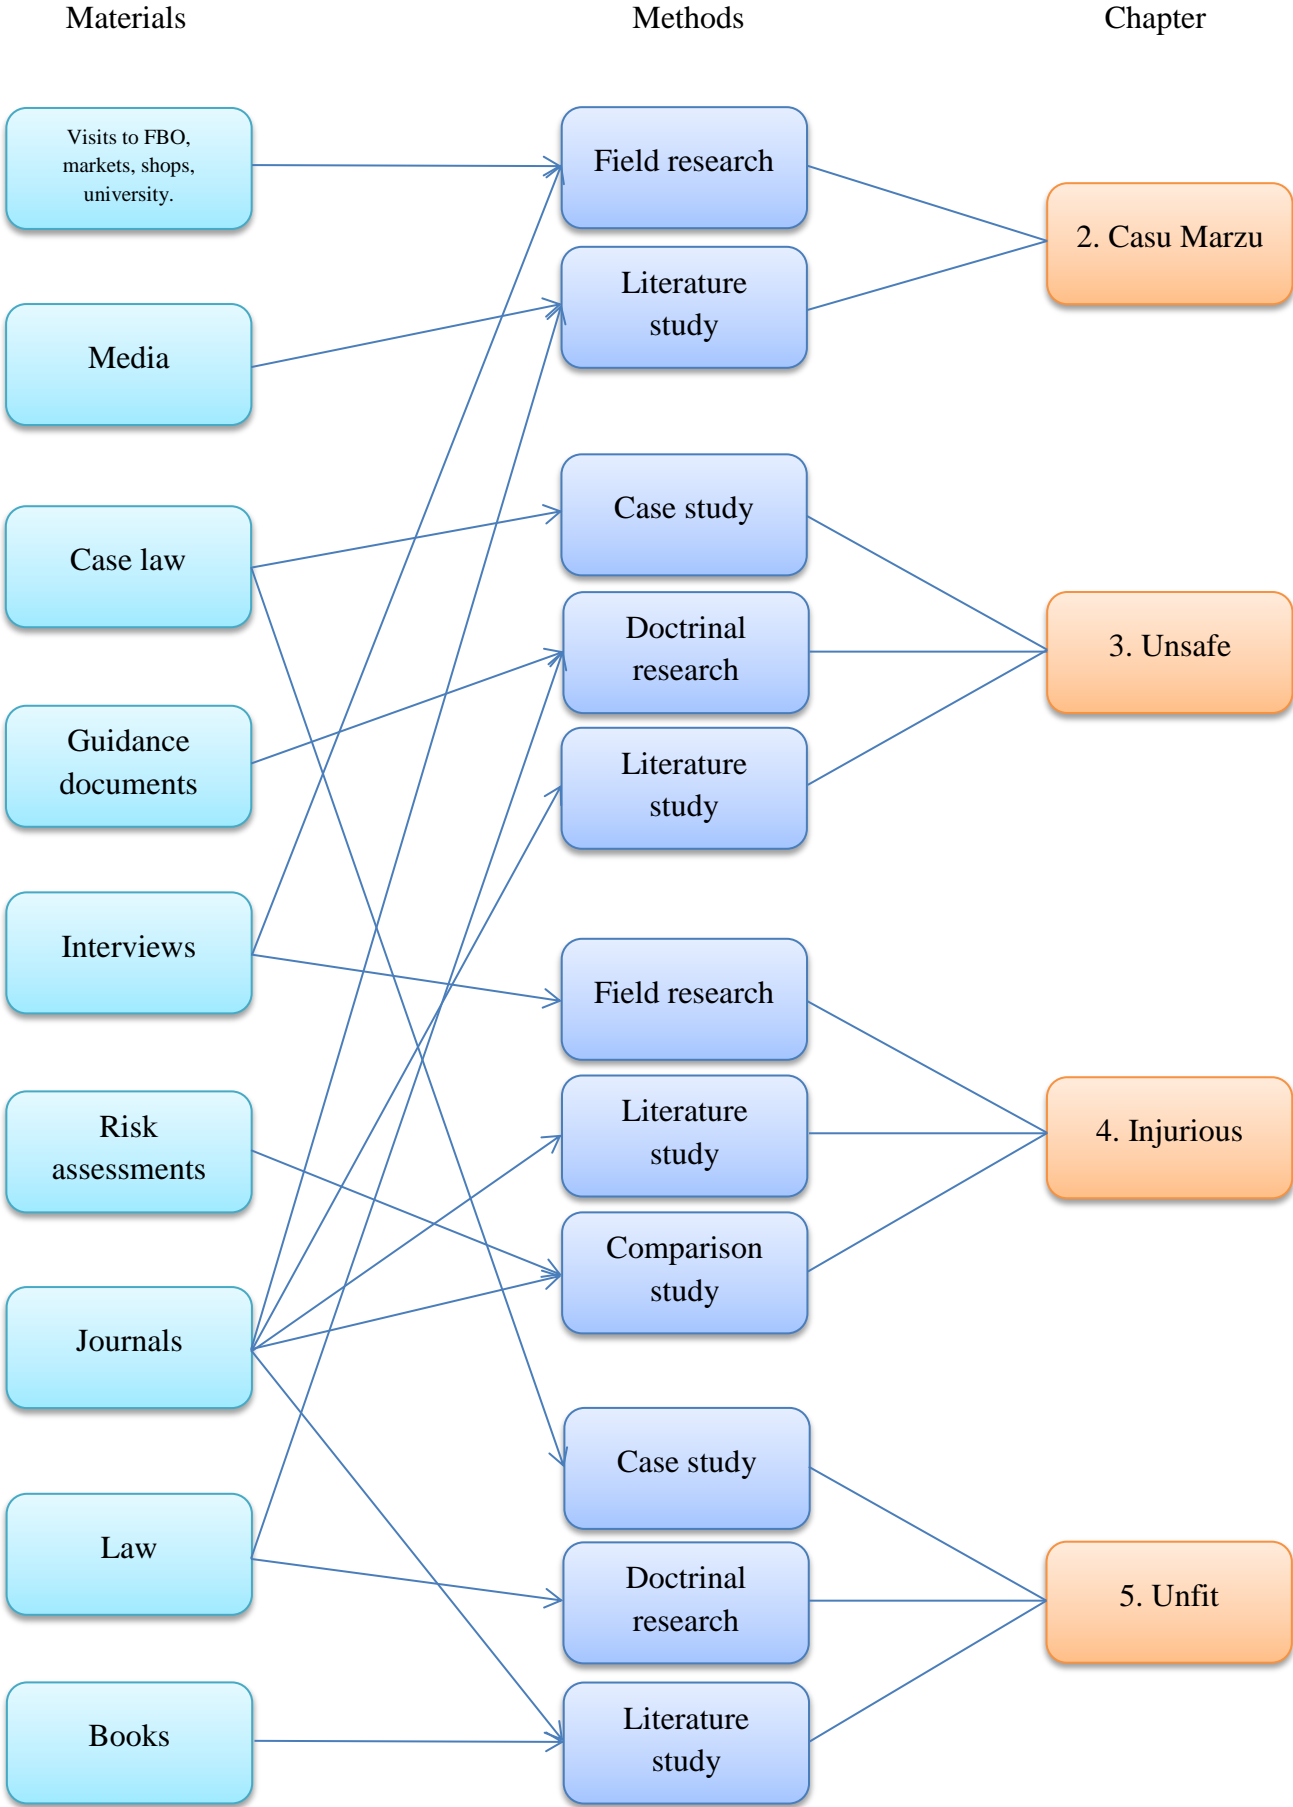 Materials
Methods
Chapter
Visits to FBO,
markets, shops,
university.
Media
Case law
Guidance
documents
Interviews
Risk
assessments
Journals
Law
Books
Field research
Literature
study
Case study
Doctrinal
research
Literature
study
Field research
Literature
study
Comparison
study
Case study
Doctrinal
research
Literature
study
2. Casu Marzu
3. Unsafe
4. Injurious
5. Unfit